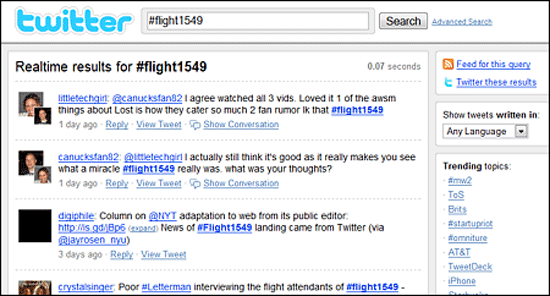 twitter
#flight1549
Search
Advanced Search
Realtime results for #flight1549
0.07 seconds
littletechgirl: @canucksfan82 I agree watched all 3 vids. Loved it 1 of the awsm
things about Lost is how they cater so much 2 fan rumor lk that #flight1549
1 day ago · Reply · View Tweet · Show Conversation
canucksfan82: @littletechgirl I actually still think it's good as it really makes you see
what a miracle #flight1549 really was. what was your thoughts?
1 day ago · Reply · View Tweet · Show Conversation
digiphile: Column on @NYT adaptation to web from its public editor:
http://is.gd/jBp6 (expand) News of #Flight1549 landing came from Twitter (via
@jayrosen_nyu)
3 days ago · Reply · View Tweet
crystalsinger: Poor #Letterman interviewing the flight attendants of #flight1549 -
Feed for this query
Twitter these results
Show tweets written in:
Any Language
Trending topics:
· #mw2
· ToS
· Brits
· #startupriot
· #omniture
· AT&T
· TweetDeck
· iPhone